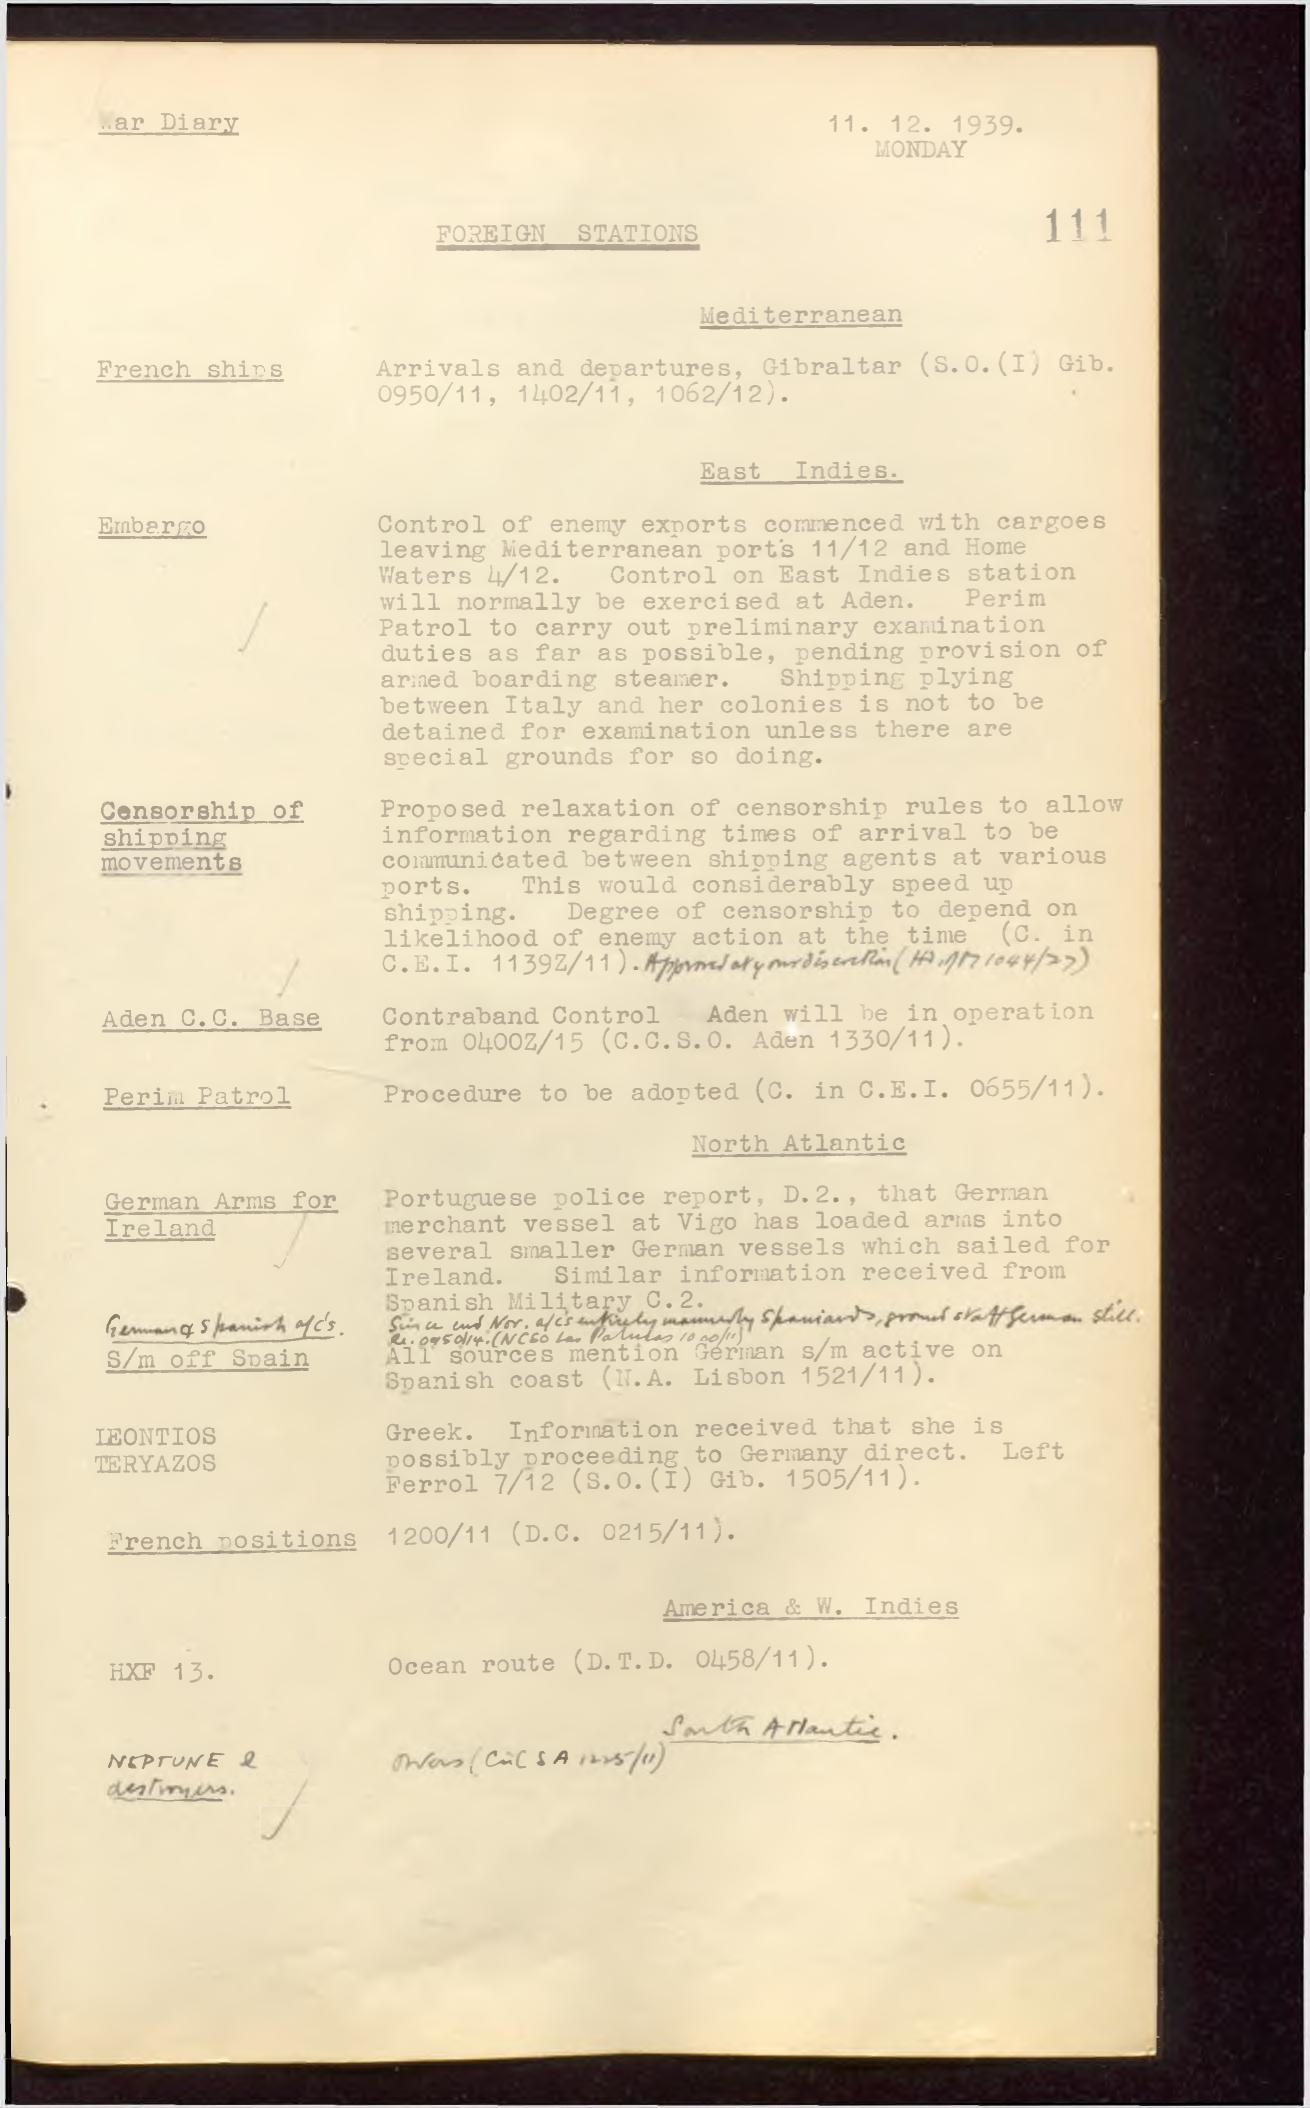 War Diary
11. 12. 1939.
MONDAY
FOREIGN STATIONS
111
Mediterranean
French ships
Arrivals and departures, Gibraltar (S.O.(I) Gib.
0950/11, 1402/11, 1062/12).
East Indies.
Embargo
Control of enemy exports commenced with cargoes
leaving Mediterranean ports 11/12 and Home
Waters 4/12. Control on East Indies station
will normally be exercised at Aden. Perim
Patrol to carry out preliminary examination
duties as far as possible, pending provision of
armed boarding steamer. Shipping plying
between Italy and her colonies is not to be
detained for examination unless there are
special grounds for so doing.
Censorship of
shipping
movements
Proposed relaxation of censorship rules to allow
information regarding times of arrival to be
communicated between shipping agents at various
ports. This would considerably speed up
shipping. Degree of censorship to depend on
likelihood of enemy action at the time (C. in
C.E.I. 1139Z/11). Approved at your discretion ( 1044/27)
Aden C.C. Base
Contraband Control Aden will be in operation
from 0400Z/15 (C.C.S.O. Aden 1330/11).
Perim Patrol
Procedure to be adopted (C. in C.E.I. 0655/11).
North Atlantic
German Arms for
Ireland
Portuguese police report, D.2., that German
merchant vessel at Vigo has loaded arms into
several smaller German vessels which sailed for
Ireland. Similar information received from
Spanish Military C.2.
German & Spanish a/c's.
Since end Nov. a/c's entirely manned by Spaniards, ground staff German still.
Re. 0950/14. (NCSO Las Palmas 1000/11)
S/m off Spain
All sources mention German s/m active on
Spanish coast (N.A. Lisbon 1521/11).
LEONTIOS
TERYAZOS
Greek. Information received that she is
possibly proceeding to Germany direct. Left
Ferrol 7/12 (S.O.(I) Gib. 1505/11).
French positions
1200/11 (D.C. 0215/11).
America & W. Indies
HXF 13.
Ocean route (D.T.D. 0458/11).
South Atlantic.
NEPTUNE &
destroyers.
Orders (CinC SA 1225/11)